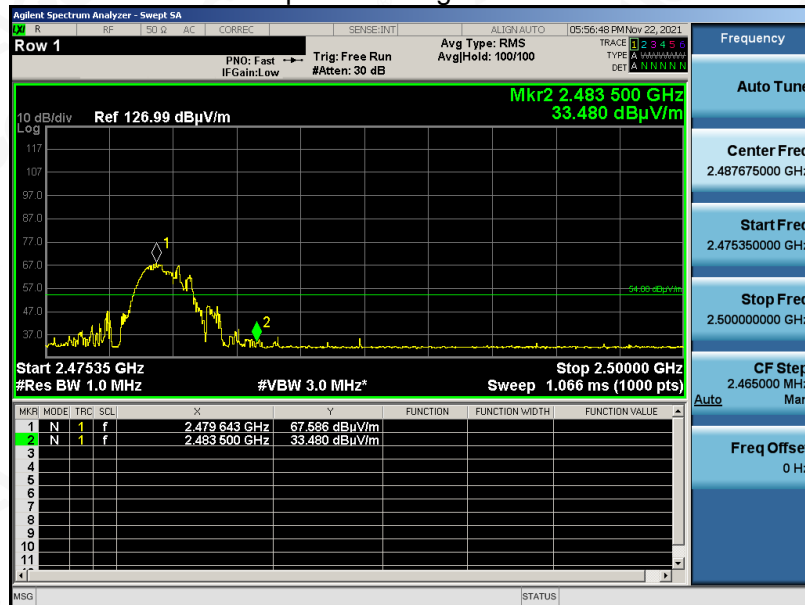 Agilent Spectrum Analyzer - Swept SA
LXI R RF 50 Ω AC CORREC SENSE:INT ALIGN AUTO 05:56:48 PM Nov 22, 2021
Row 1
PNO: Fast
IFGain:Low
Trig: Free Run
#Atten: 30 dB
Avg Type: RMS
Avg|Hold: 100/100
TRACE 1 2 3 4 5 6
TYPE A WWWWW
DET A N N N N N
Mkr2 2.483 500 GHz
33.480 dBµV/m
10 dB/div Ref 126.99 dBµV/m
Log
117
107
97.0
87.0
77.0
67.0
57.0
47.0
37.0
1
2
54.00 dBµV/m
Start 2.47535 GHz Stop 2.50000 GHz
#Res BW 1.0 MHz #VBW 3.0 MHz* Sweep 1.066 ms (1000 pts)
MKR MODE TRC SCL X Y FUNCTION FUNCTION WIDTH FUNCTION VALUE
1 N 1 f 2.479 643 GHz 67.586 dBµV/m
2 N 1 f 2.483 500 GHz 33.480 dBµV/m
3
4
5
6
7
8
9
10
11
MSG STATUS
Frequency
Auto Tune
Center Freq
2.487675000 GHz
Start Freq
2.475350000 GHz
Stop Freq
2.500000000 GHz
CF Step
2.465000 MHz
Auto Man
Freq Offset
0 Hz